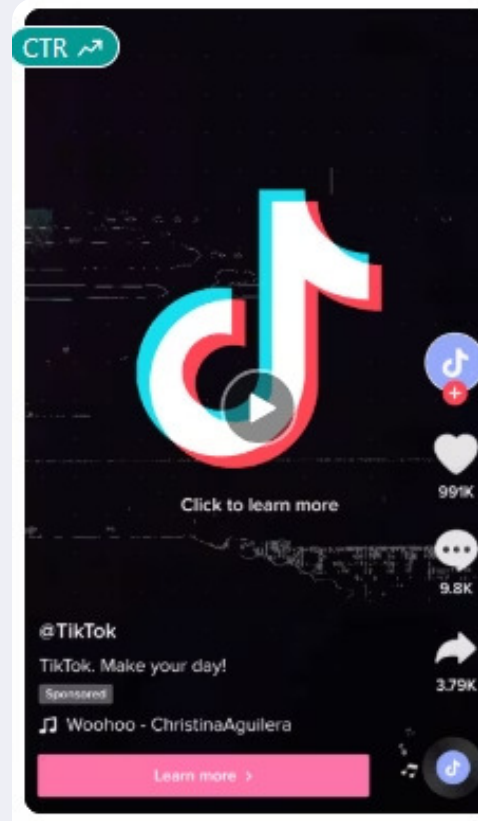 CTR
991K
Click to learn more
9.8K
@TikTok
TikTok. Make your day!
3.79K
Sponsored
Woohoo - ChristinaAguilera
Learn more >